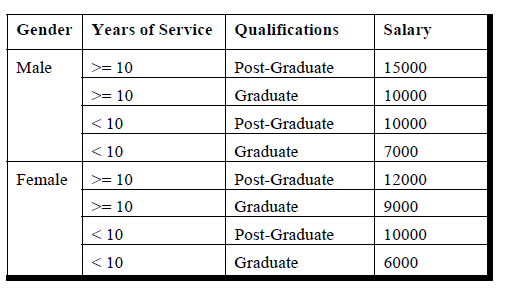 Gender Years of Service Qualifications Salary
Male >= 10 Post-Graduate 15000
>= 10 Graduate 10000
< 10 Post-Graduate 10000
< 10 Graduate 7000
Female >= 10 Post-Graduate 12000
>= 10 Graduate 9000
< 10 Post-Graduate 10000
< 10 Graduate 6000